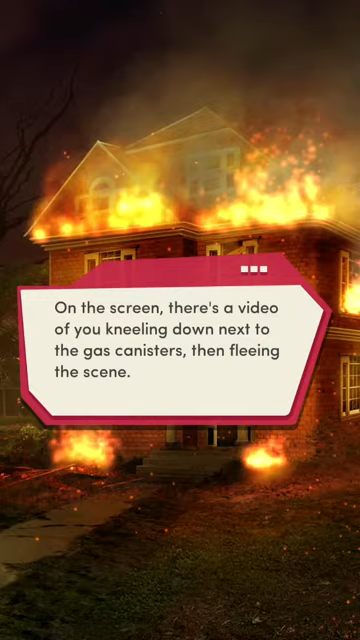 On the screen, there's a video
of you kneeling down next to
the gas canisters, then fleeing
the scene.